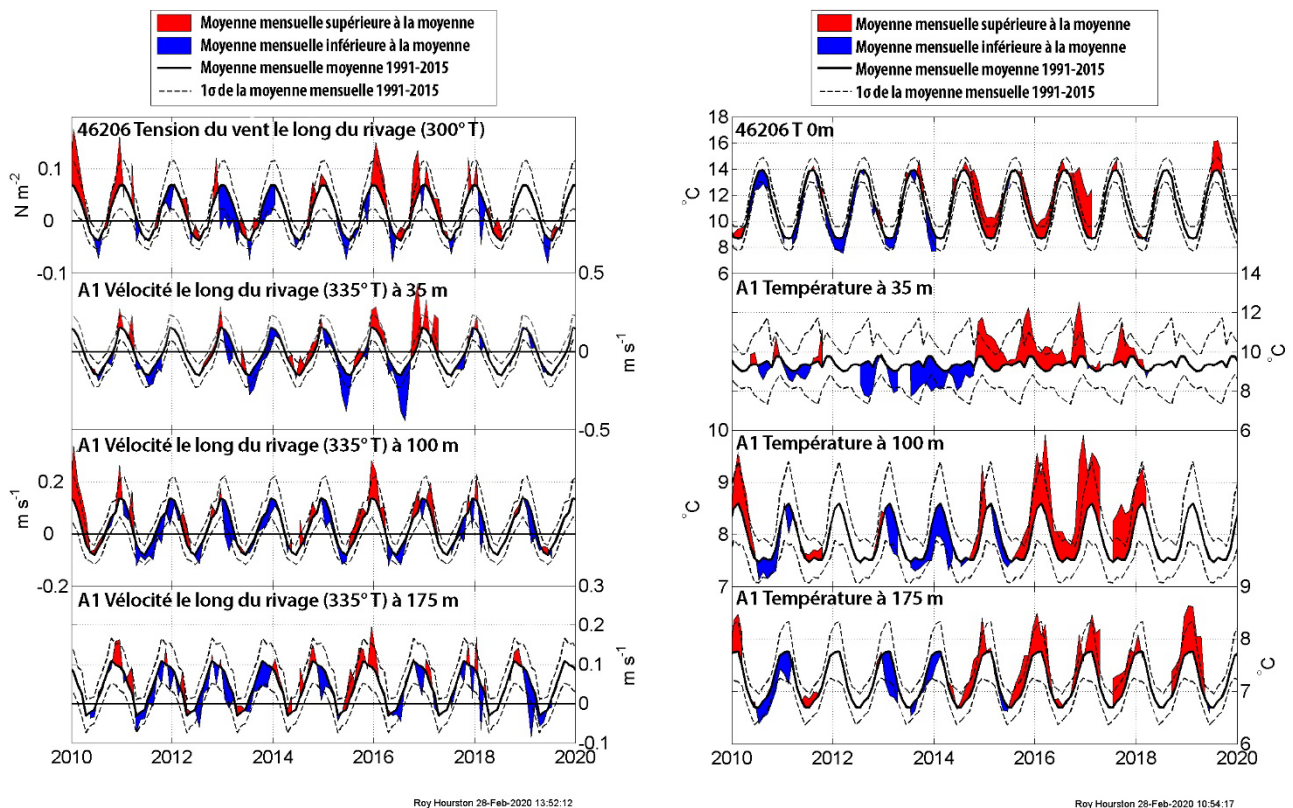 Moyenne mensuelle supérieure à la moyenne
Moyenne mensuelle inférieure à la moyenne
Moyenne mensuelle moyenne 1991-2015
1σ de la moyenne mensuelle 1991-2015
46206 Tension du vent le long du rivage (300° T)
0.1
0
-0.1
N m-2
A1 Vélocité le long du rivage (335° T) à 35 m
0.5
0
-0.5
m s-1
A1 Vélocité le long du rivage (335° T) à 100 m
0.2
0
-0.2
m s-1
A1 Vélocité le long du rivage (335° T) à 175 m
0.3
0.2
0.1
0
-0.1
m s-1
2010 2012 2014 2016 2018 2020
Roy Hourston 28-Feb-2020 13:52:12
Moyenne mensuelle supérieure à la moyenne
Moyenne mensuelle inférieure à la moyenne
Moyenne mensuelle moyenne 1991-2015
1σ de la moyenne mensuelle 1991-2015
46206 T 0m
18
16
14
12
10
8
6
°C
A1 Température à 35 m
14
12
10
8
6
°C
A1 Température à 100 m
10
9
8
7
°C
A1 Température à 175 m
9
8
7
6
°C
2010 2012 2014 2016 2018 2020
Roy Hourston 28-Feb-2020 10:54:17